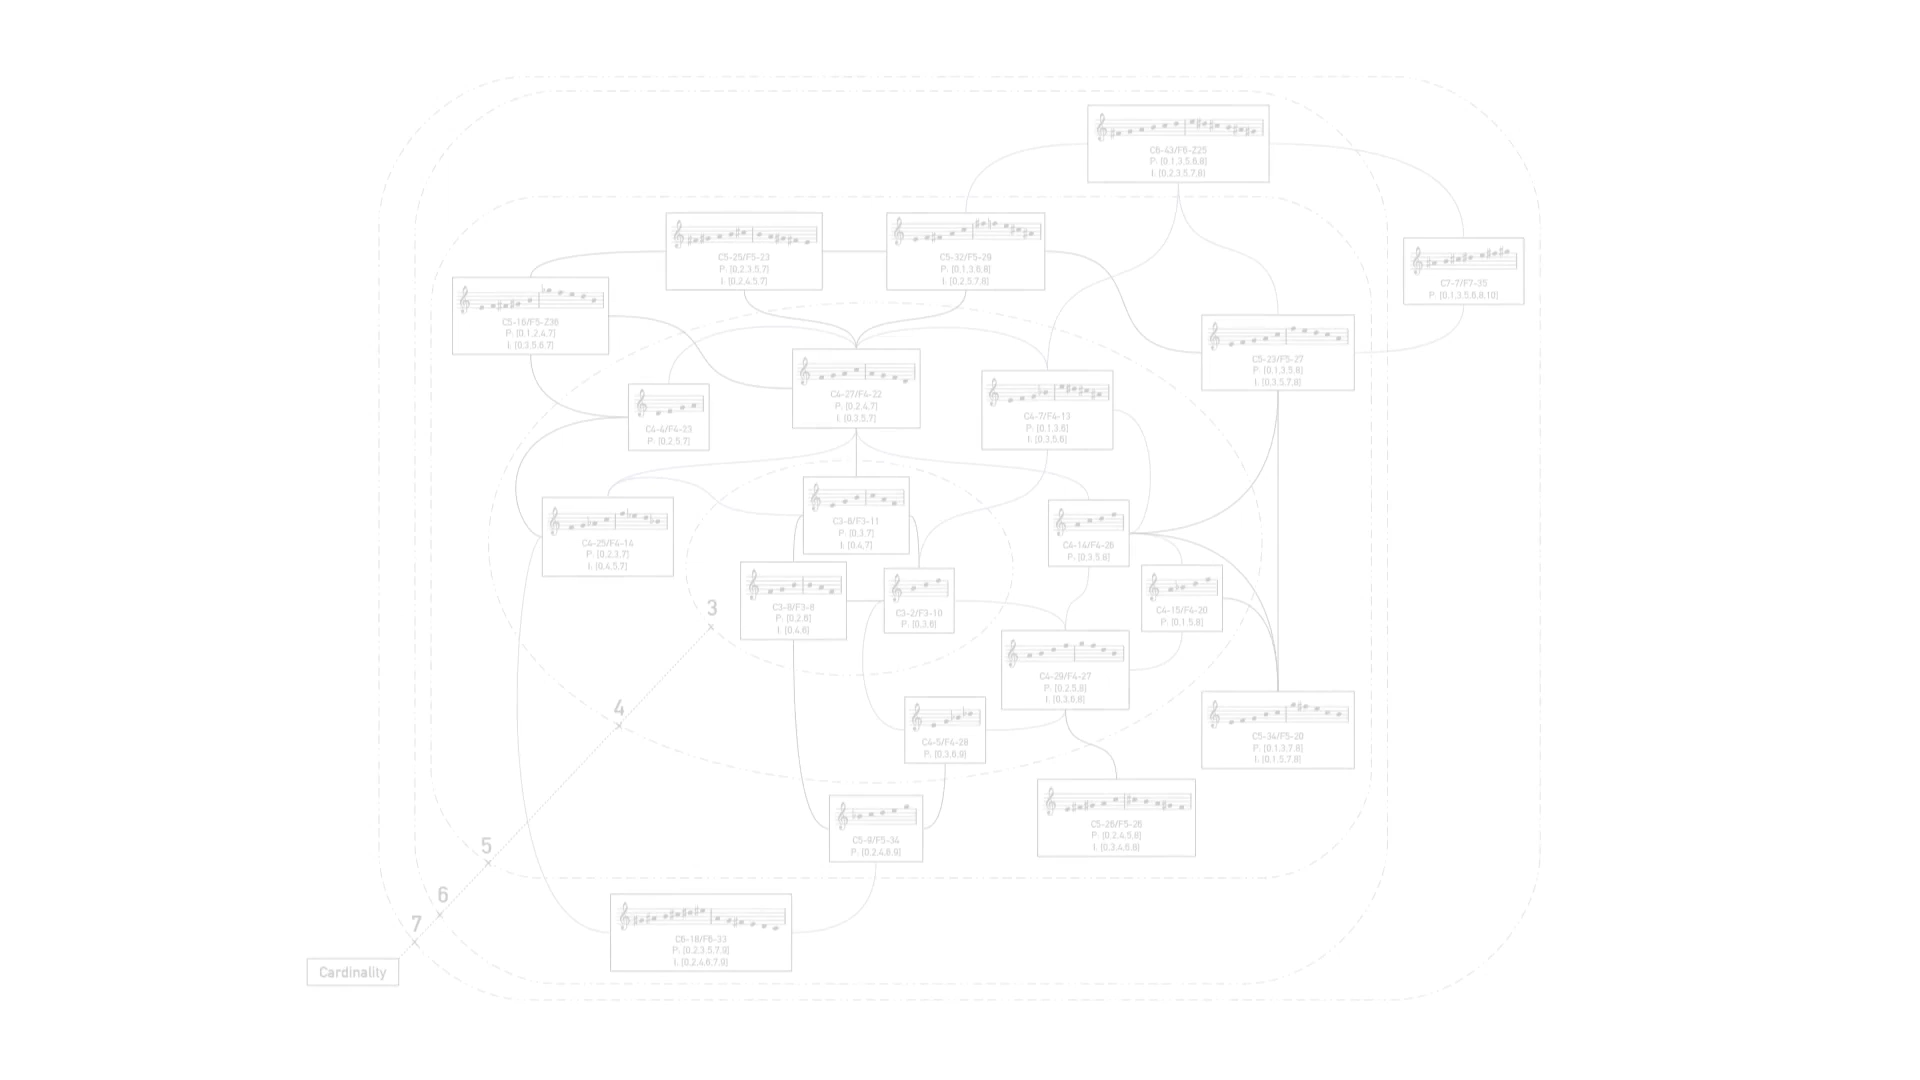 C6-43/F6-Z25
P: [0,1,3,5,6,8]
I: [0,2,3,5,7,8]
C5-25/F5-23
P: [0,2,3,5,7]
I: [0,2,4,5,7]
C5-32/F5-29
P: [0,1,3,6,8]
I: [0,2,5,7,8]
C7-7/F7-35
P: [0,1,3,5,6,8,10]
C5-16/F5-Z36
P: [0,1,2,4,7]
I: [0,3,5,6,7]
C5-23/F5-27
P: [0,1,3,5,8]
I: [0,3,5,7,8]
C4-27/F4-22
P: [0,2,4,7]
I: [0,3,5,7]
C4-7/F4-13
P: [0,1,3,6]
I: [0,3,5,6]
C4-4/F4-23
P: [0,2,5,7]
C3-6/F3-11
P: [0,3,7]
I: [0,4,7]
C4-25/F4-14
P: [0,2,3,7]
I: [0,4,5,7]
C4-14/F4-26
P: [0,3,5,8]
C3-8/F3-8
P: [0,2,6]
I: [0,4,6]
C3-2/F3-10
P: [0,3,6]
C4-15/F4-20
P: [0,1,5,8]
3
C4-29/F4-27
P: [0,2,5,8]
I: [0,3,6,8]
4
C4-5/F4-28
P: [0,3,6,9]
C5-34/F5-20
P: [0,1,3,7,8]
I: [0,1,5,7,8]
C5-26/F5-26
P: [0,2,4,5,8]
I: [0,3,4,6,8]
5
C5-9/F5-34
P: [0,2,4,6,9]
6
7
C6-18/F6-33
P: [0,2,3,5,7,9]
I: [0,2,4,6,7,9]
Cardinality